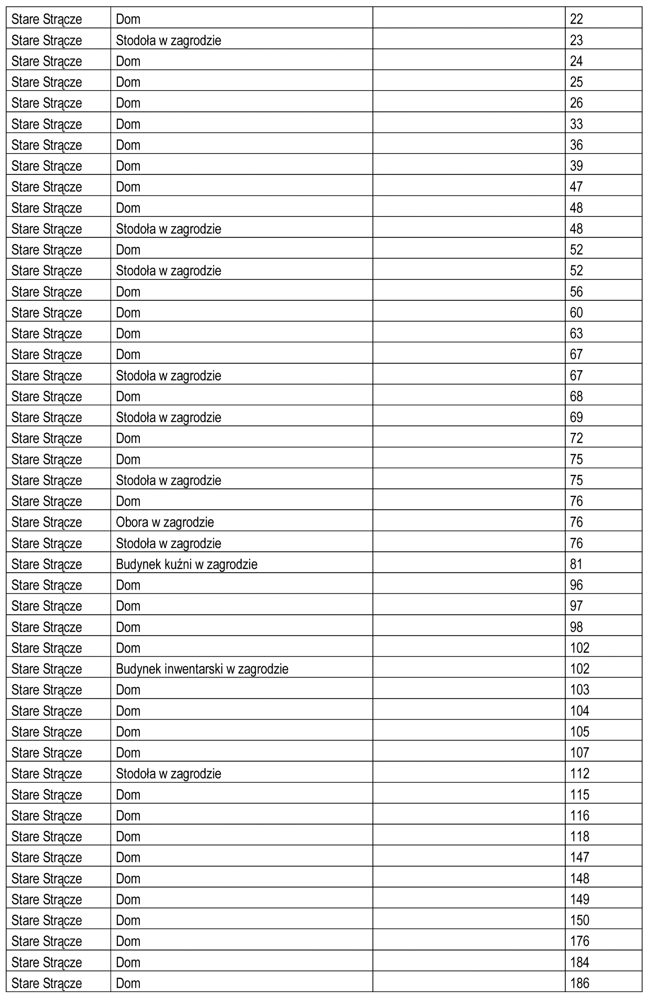 Stare Strącze Dom 22
Stare Strącze Stodoła w zagrodzie 23
Stare Strącze Dom 24
Stare Strącze Dom 25
Stare Strącze Dom 26
Stare Strącze Dom 33
Stare Strącze Dom 36
Stare Strącze Dom 39
Stare Strącze Dom 47
Stare Strącze Dom 48
Stare Strącze Stodoła w zagrodzie 48
Stare Strącze Dom 52
Stare Strącze Stodoła w zagrodzie 52
Stare Strącze Dom 56
Stare Strącze Dom 60
Stare Strącze Dom 63
Stare Strącze Dom 67
Stare Strącze Stodoła w zagrodzie 67
Stare Strącze Dom 68
Stare Strącze Stodoła w zagrodzie 69
Stare Strącze Dom 72
Stare Strącze Dom 75
Stare Strącze Stodoła w zagrodzie 75
Stare Strącze Dom 76
Stare Strącze Obora w zagrodzie 76
Stare Strącze Stodoła w zagrodzie 76
Stare Strącze Budynek kuźni w zagrodzie 81
Stare Strącze Dom 96
Stare Strącze Dom 97
Stare Strącze Dom 98
Stare Strącze Dom 102
Stare Strącze Budynek inwentarski w zagrodzie 102
Stare Strącze Dom 103
Stare Strącze Dom 104
Stare Strącze Dom 105
Stare Strącze Dom 107
Stare Strącze Stodoła w zagrodzie 112
Stare Strącze Dom 115
Stare Strącze Dom 116
Stare Strącze Dom 118
Stare Strącze Dom 147
Stare Strącze Dom 148
Stare Strącze Dom 149
Stare Strącze Dom 150
Stare Strącze Dom 176
Stare Strącze Dom 184
Stare Strącze Dom 186